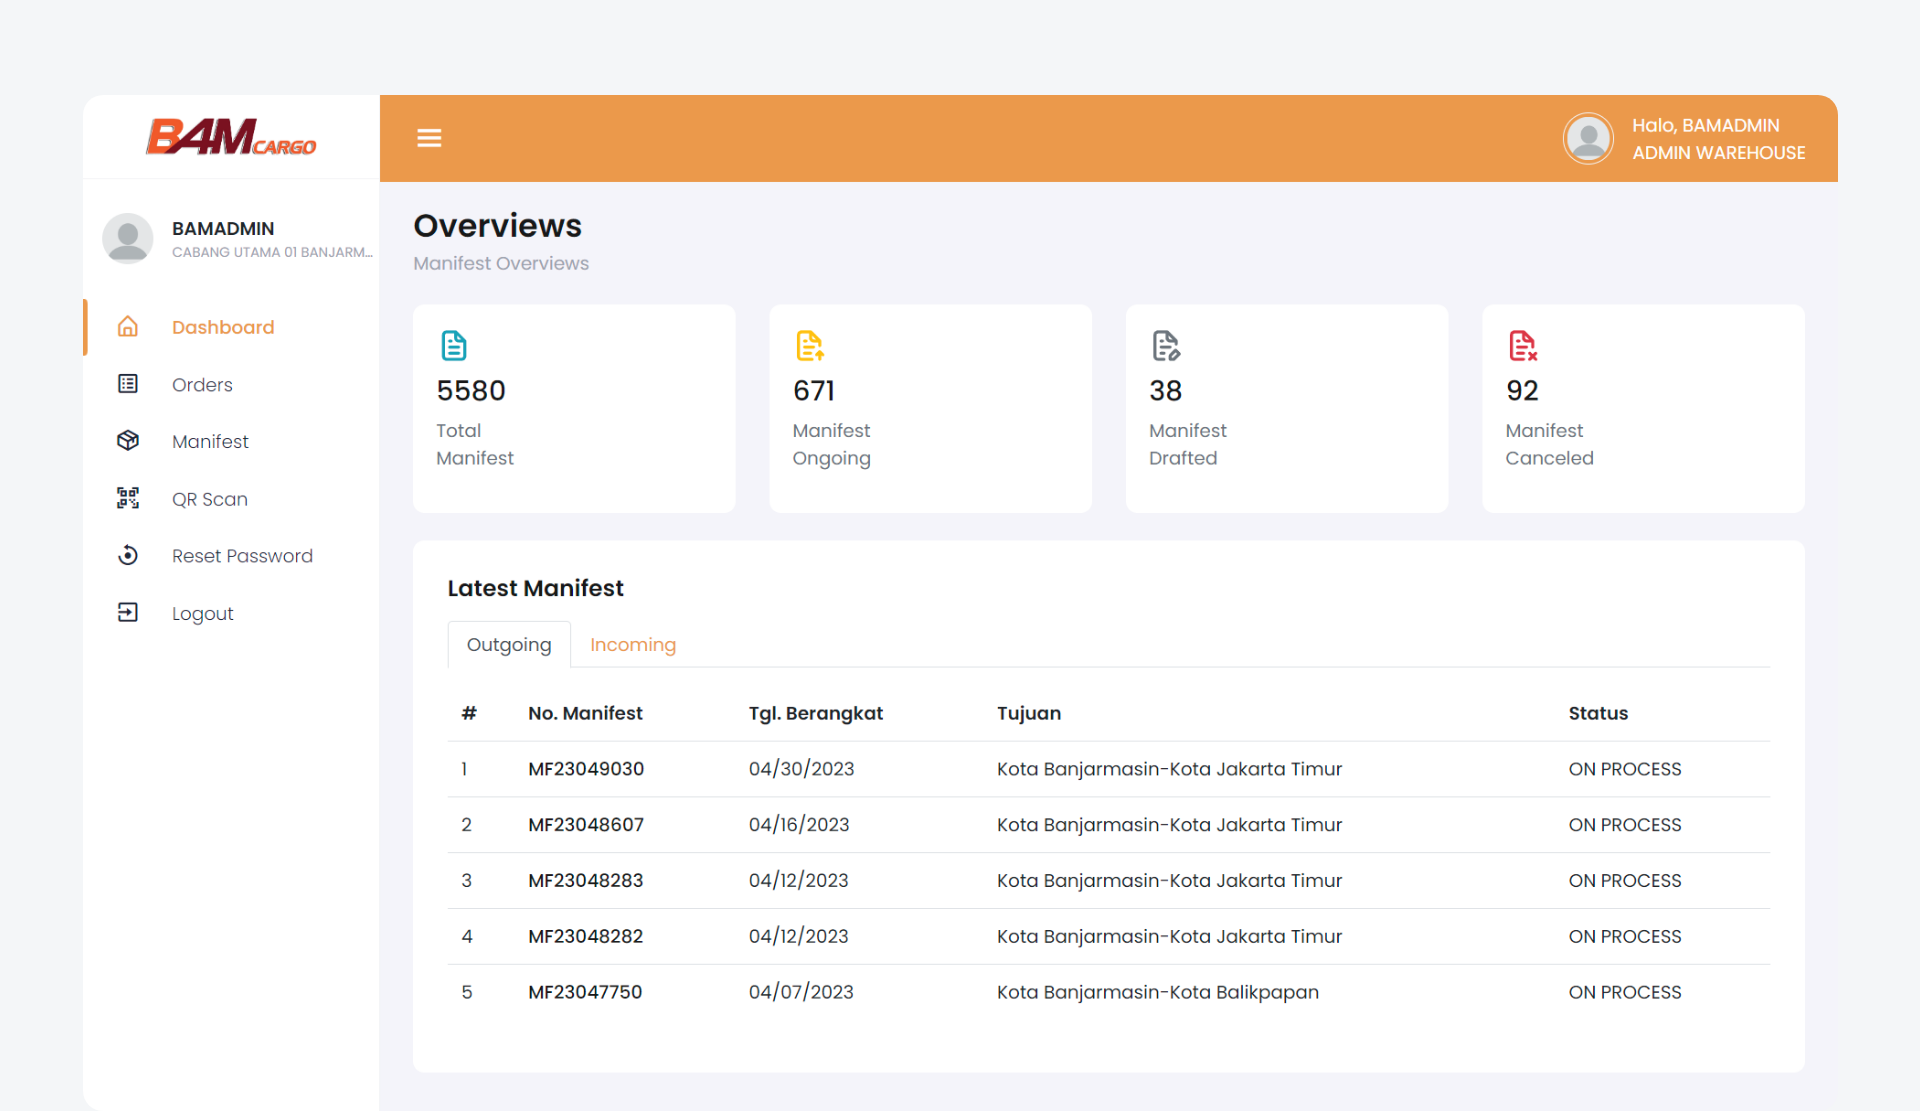 BAM CARGO
Halo, BAMADMIN
ADMIN WAREHOUSE
BAMADMIN
CABANG UTAMA 01 BANJARM...
Dashboard
Orders
Manifest
QR Scan
Reset Password
Logout
Overviews
Manifest Overviews
5580
Total
Manifest
671
Manifest
Ongoing
38
Manifest
Drafted
92
Manifest
Canceled
Latest Manifest
Outgoing Incoming
# No. Manifest Tgl. Berangkat Tujuan Status
1 MF23049030 04/30/2023 Kota Banjarmasin-Kota Jakarta Timur ON PROCESS
2 MF23048607 04/16/2023 Kota Banjarmasin-Kota Jakarta Timur ON PROCESS
3 MF23048283 04/12/2023 Kota Banjarmasin-Kota Jakarta Timur ON PROCESS
4 MF23048282 04/12/2023 Kota Banjarmasin-Kota Jakarta Timur ON PROCESS
5 MF23047750 04/07/2023 Kota Banjarmasin-Kota Balikpapan ON PROCESS